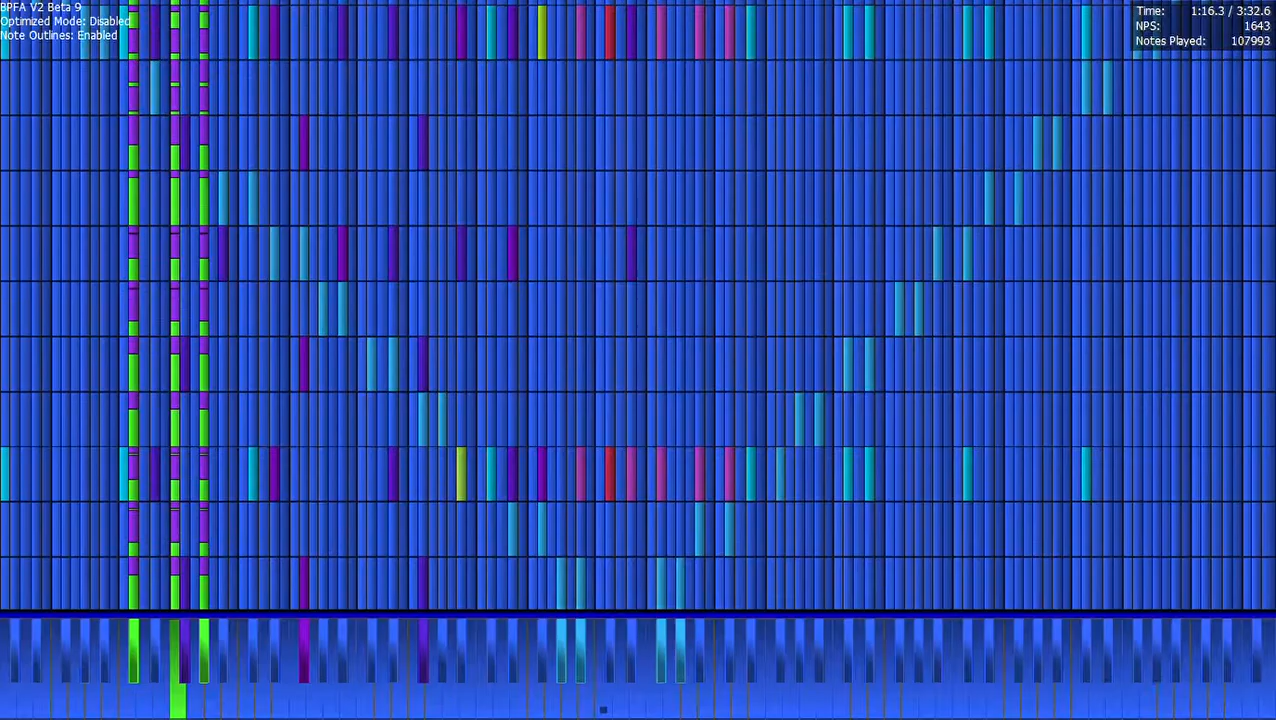 BPFA V2 Beta 9
Optimized Mode: Disabled
Note Outlines: Enabled
Time: 1:16.3 / 3:32.6
NPS: 1643
Notes Played: 107993